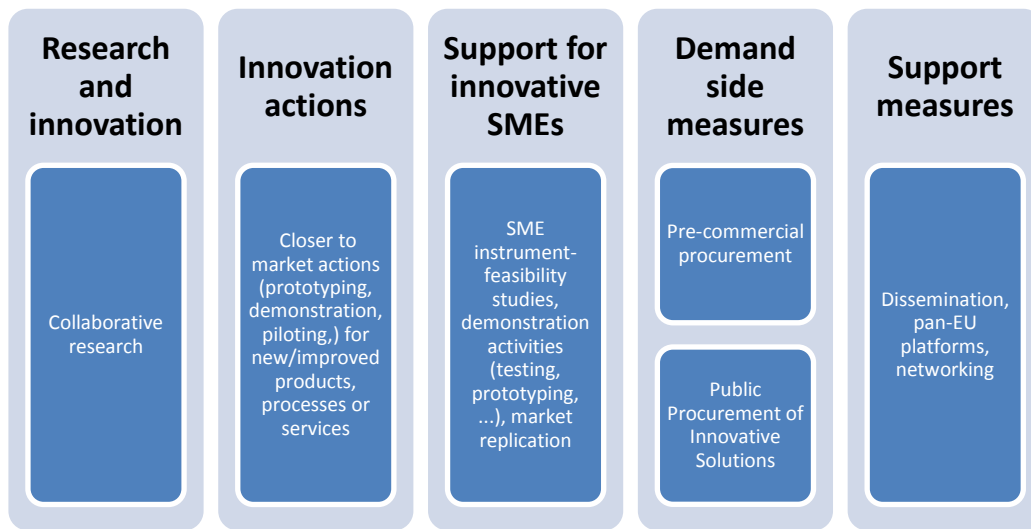 Research
and
innovation
Collaborative
research
Innovation
actions
Closer to
market actions
(prototyping,
demonstration,
piloting,) for
new/improved
products,
processes or
services
Support for
innovative
SMEs
SME
instrument-
feasibility
studies,
demonstration
activities
(testing,
prototyping,
...), market
replication
Demand
side
measures
Pre-commercial
procurement
Public
Procurement of
Innovative
Solutions
Support
measures
Dissemination,
pan-EU
platforms,
networking